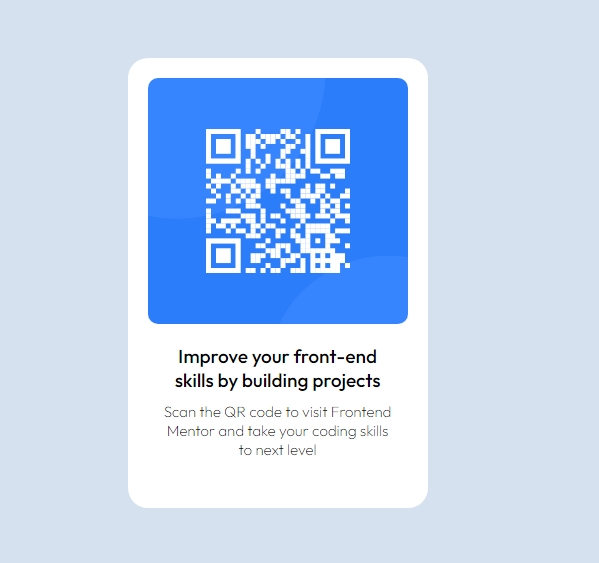 Improve your front-end
skills by building projects
Scan the QR code to visit Frontend
Mentor and take your coding skills
to next level